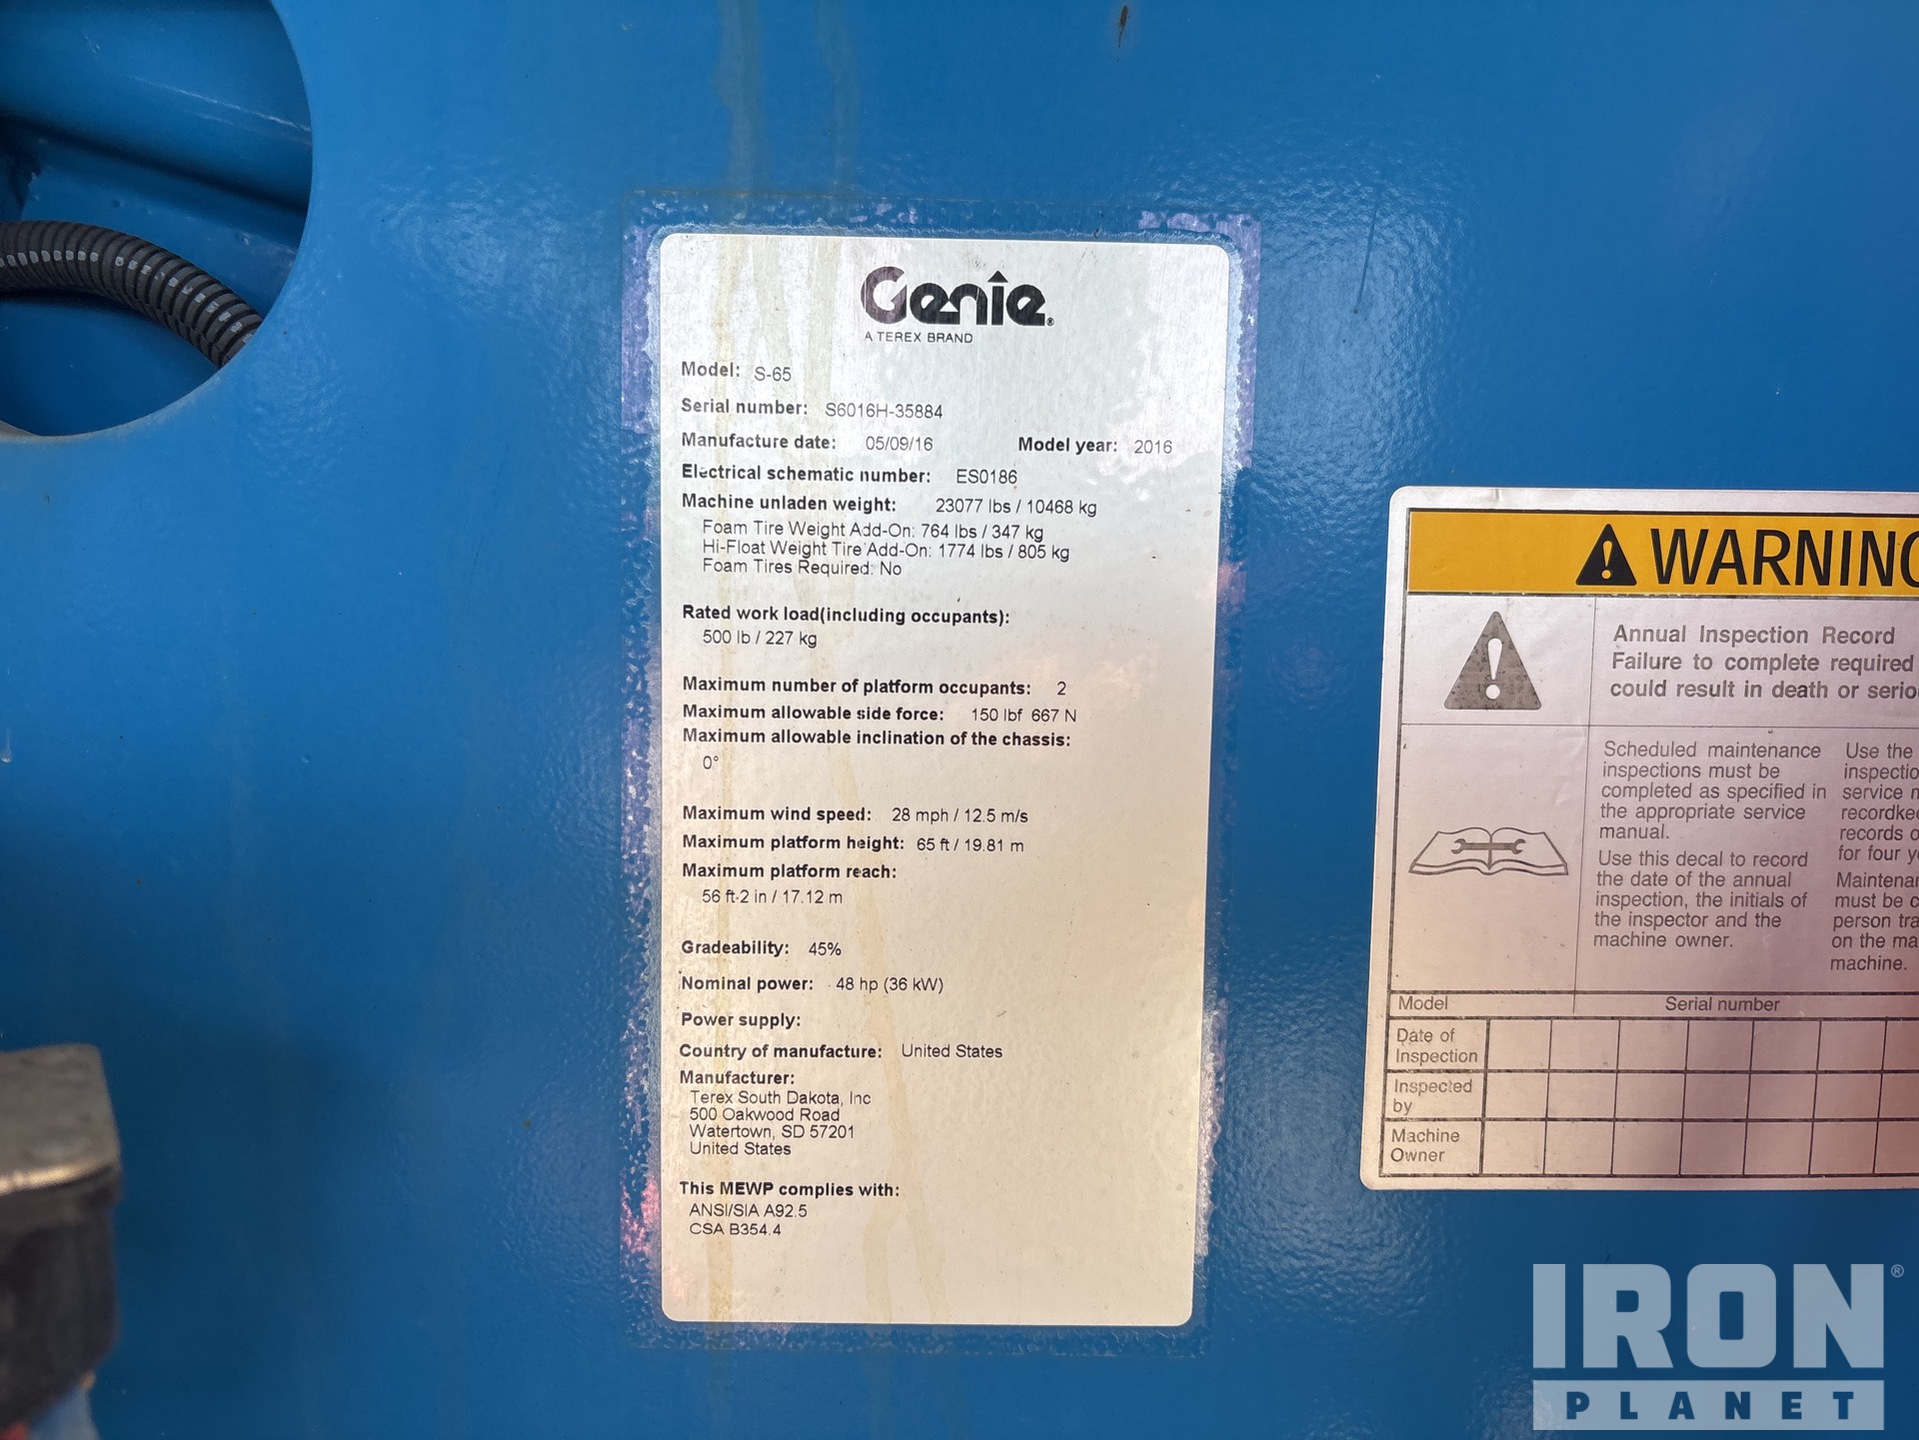 Genie®
A TEREX BRAND
Model: S-65
Serial number: S6016H-35884
Manufacture date: 05/09/16 Model year: 2016
Electrical schematic number: ES0186
Machine unladen weight: 23077 lbs / 10468 kg
Foam Tire Weight Add-On: 764 lbs / 347 kg
Hi-Float Weight Tire Add-On: 1774 lbs / 805 kg
Foam Tires Required: No
Rated work load(including occupants):
500 lb / 227 kg
Maximum number of platform occupants: 2
Maximum allowable side force: 150 lbf 667 N
Maximum allowable inclination of the chassis:
0°
Maximum wind speed: 28 mph / 12.5 m/s
Maximum platform height: 65 ft / 19.81 m
Maximum platform reach:
56 ft-2 in / 17.12 m
Gradeability: 45%
Nominal power: 48 hp (36 kW)
Power supply:
Country of manufacture: United States
Manufacturer:
Terex South Dakota, Inc
500 Oakwood Road
Watertown, SD 57201
United States
This MEWP complies with:
ANSI/SIA A92.5
CSA B354.4
WARNING
Annual Inspection Record
Failure to complete required
could result in death or serio
Scheduled maintenance
inspections must be
completed as specified in
the appropriate service
manual.
Use this decal to record
the date of the annual
inspection, the initials of
the inspector and the
machine owner.
Use the
inspectio
service
recordkee
records o
for four y
Maintenan
must be c
person tra
on the ma
machine.
Model Serial number
Date of
Inspection
Inspected
by
Machine
Owner
IRON®
PLANET